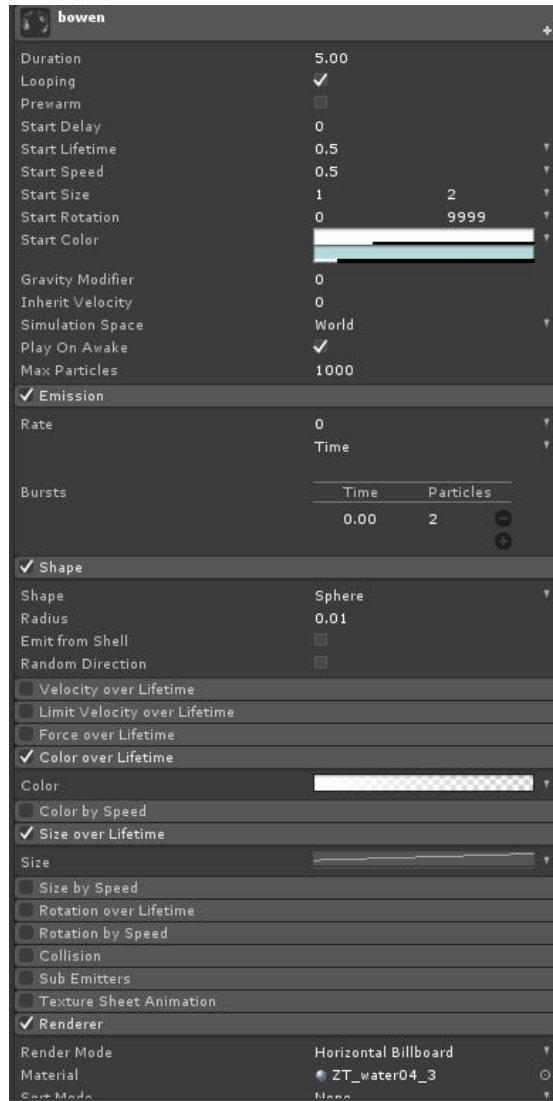 bowen
Duration 5.00
Looping
Prewarm
Start Delay 0
Start Lifetime 0.5
Start Speed 0.5
Start Size 1 2
Start Rotation 0 9999
Start Color
Gravity Modifier 0
Inherit Velocity 0
Simulation Space World
Play On Awake
Max Particles 1000
Emission
Rate 0
Time
Bursts Time Particles
0.00 2
Shape
Shape Sphere
Radius 0.01
Emit from Shell
Random Direction
Velocity over Lifetime
Limit Velocity over Lifetime
Force over Lifetime
Color over Lifetime
Color
Color by Speed
Size over Lifetime
Size
Size by Speed
Rotation over Lifetime
Rotation by Speed
Collision
Sub Emitters
Texture Sheet Animation
Renderer
Render Mode Horizontal Billboard
Material ZT_water04_3
Sort Mode None